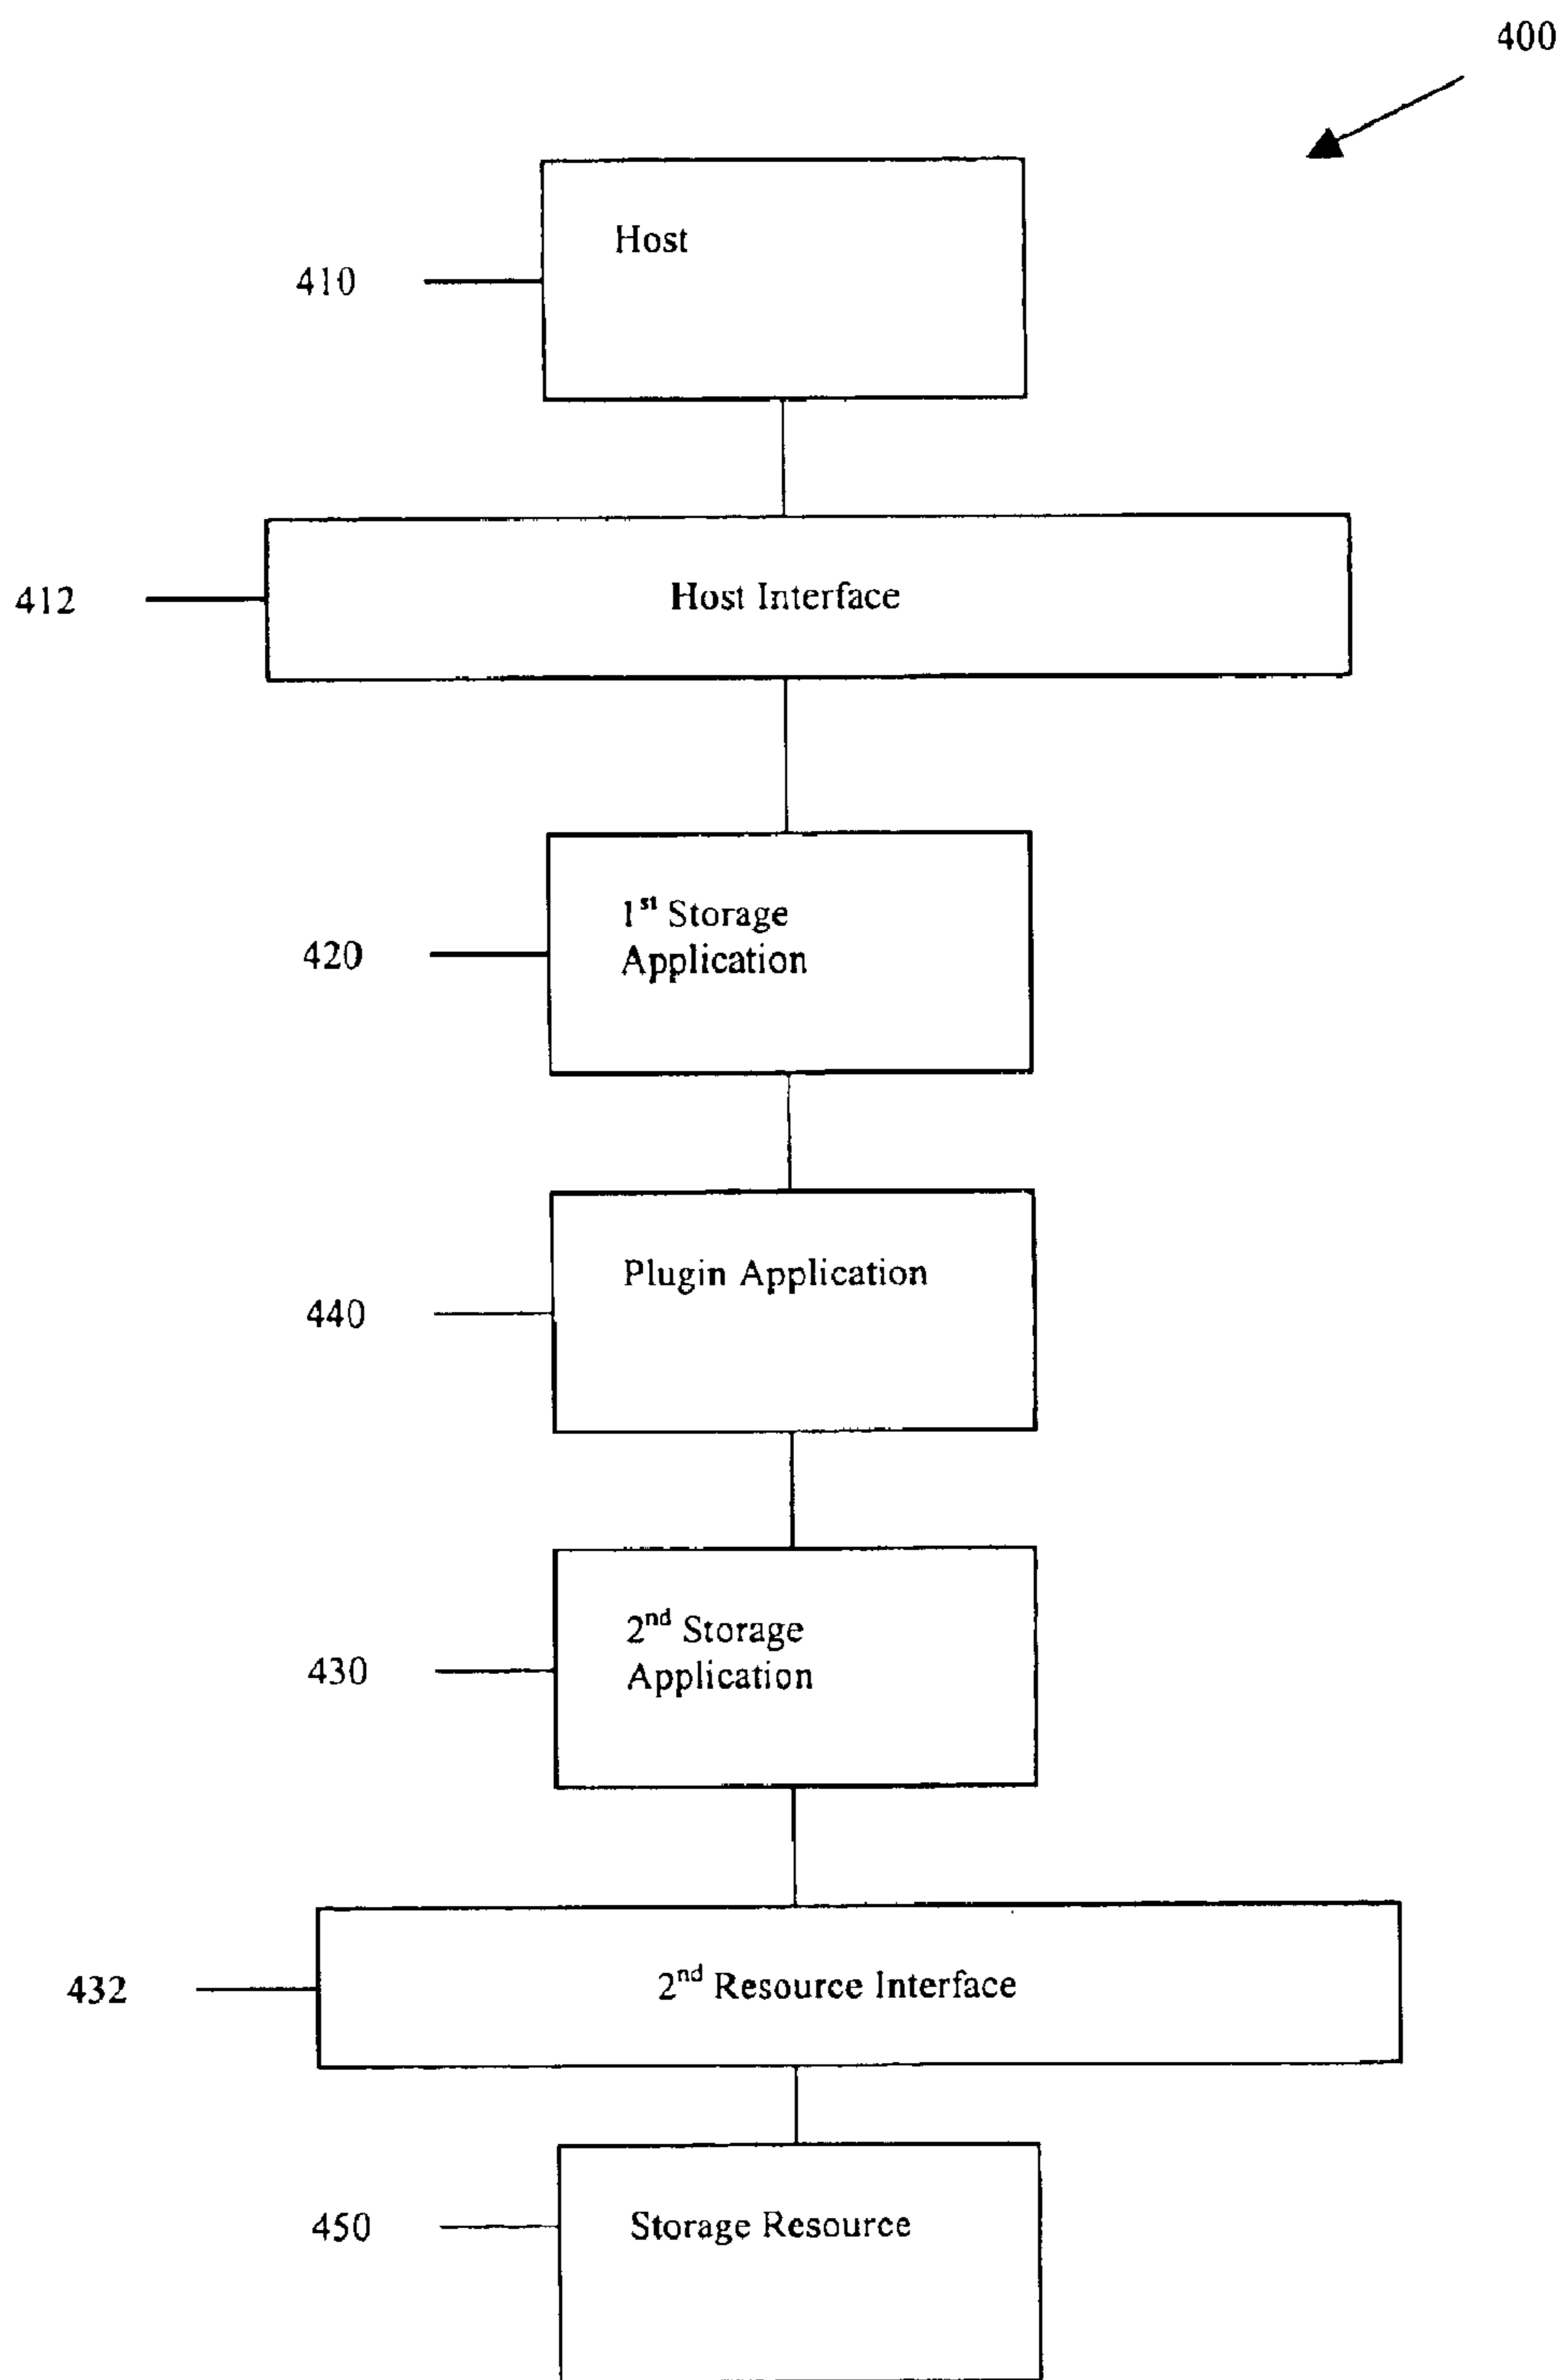 400
Host
410
412
Host Interface
1st Storage
Application
420
Plugin Application
440
2nd Storage
Application
430
432
2nd Resource Interface
450
Storage Resource